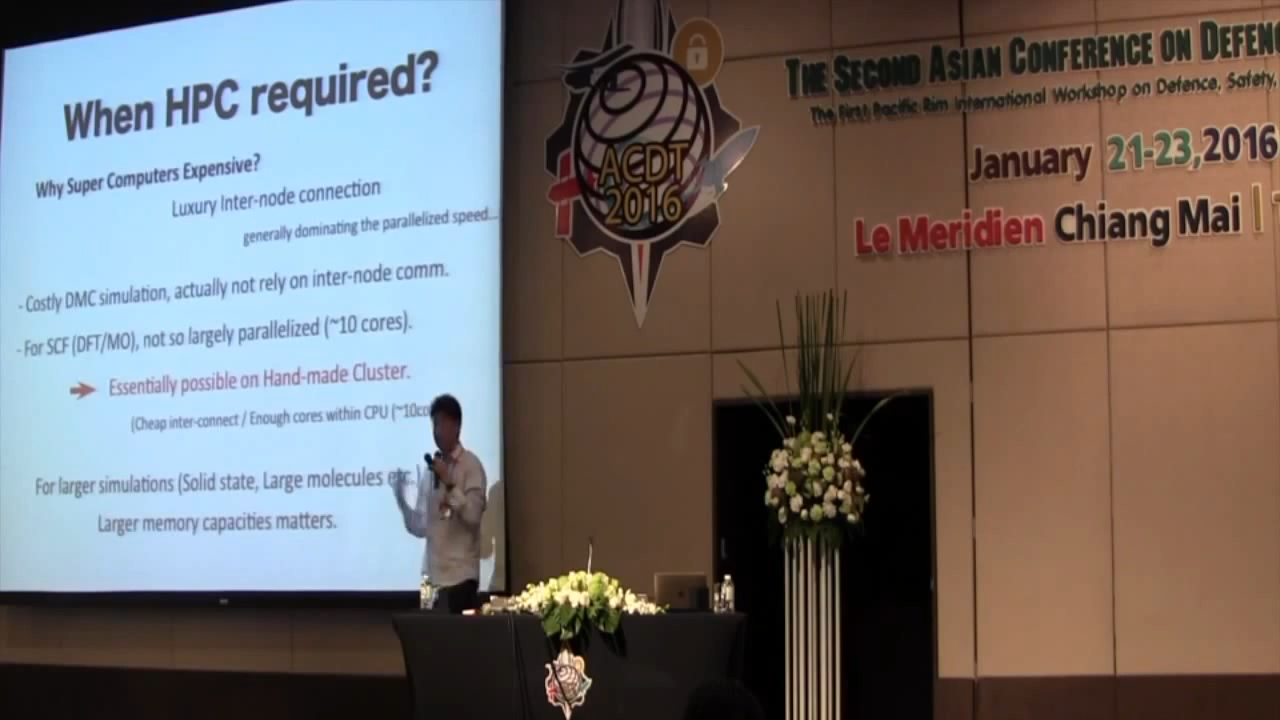 When HPC required?
Why Super Computers Expensive?
Luxury Inter-node connection
generally dominating the parallelized speed...
- Costly DMC simulation, actually not rely on inter-node comm.
- For SCF (DFT/MO), not so largely parallelized (~10 cores).
Essentially possible on Hand-made Cluster.
(Cheap inter-connect / Enough cores within CPU (~10co
For larger simulations (Solid state, Large molecules etc.)
Larger memory capacities matters.
ACDT
2016
THE SECOND ASIAN CONFERENCE ON DEFENC
The First Pacific Rim International Workshop on Defence, Safety,
January 21-23,2016
Le Meridien Chiang Mai |